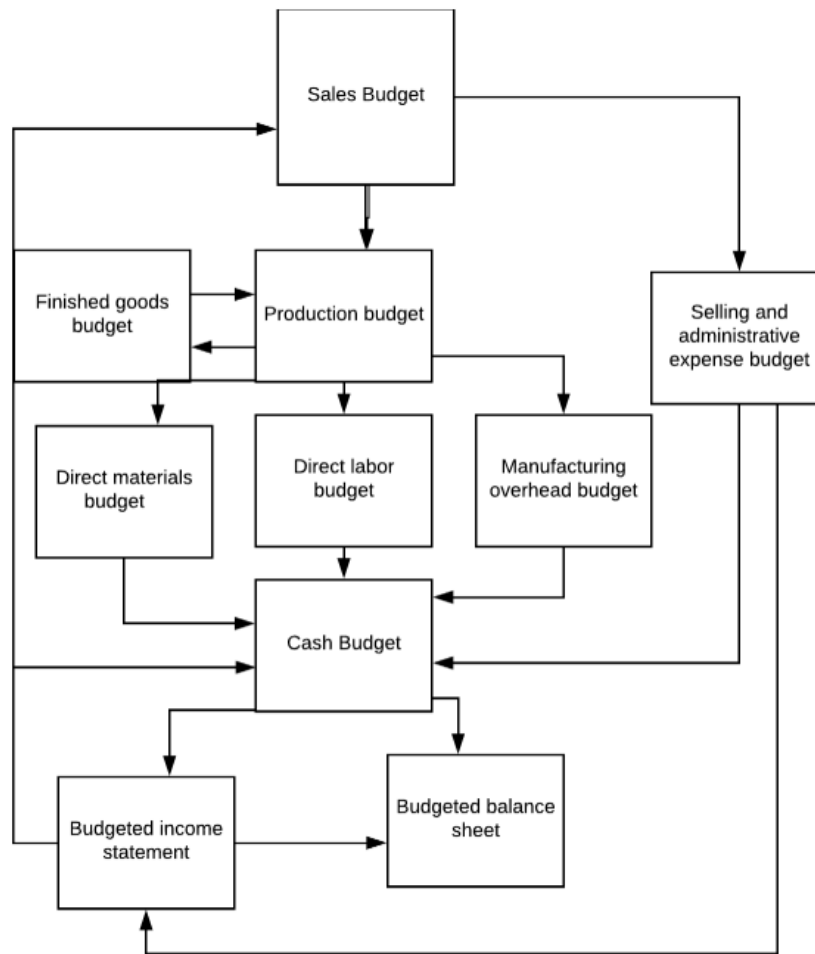 Sales Budget
Finished goods
budget
Production budget
Selling and
administrative
expense budget
Direct materials
budget
Direct labor
budget
Manufacturing
overhead budget
Cash Budget
Budgeted income
statement
Budgeted balance
sheet